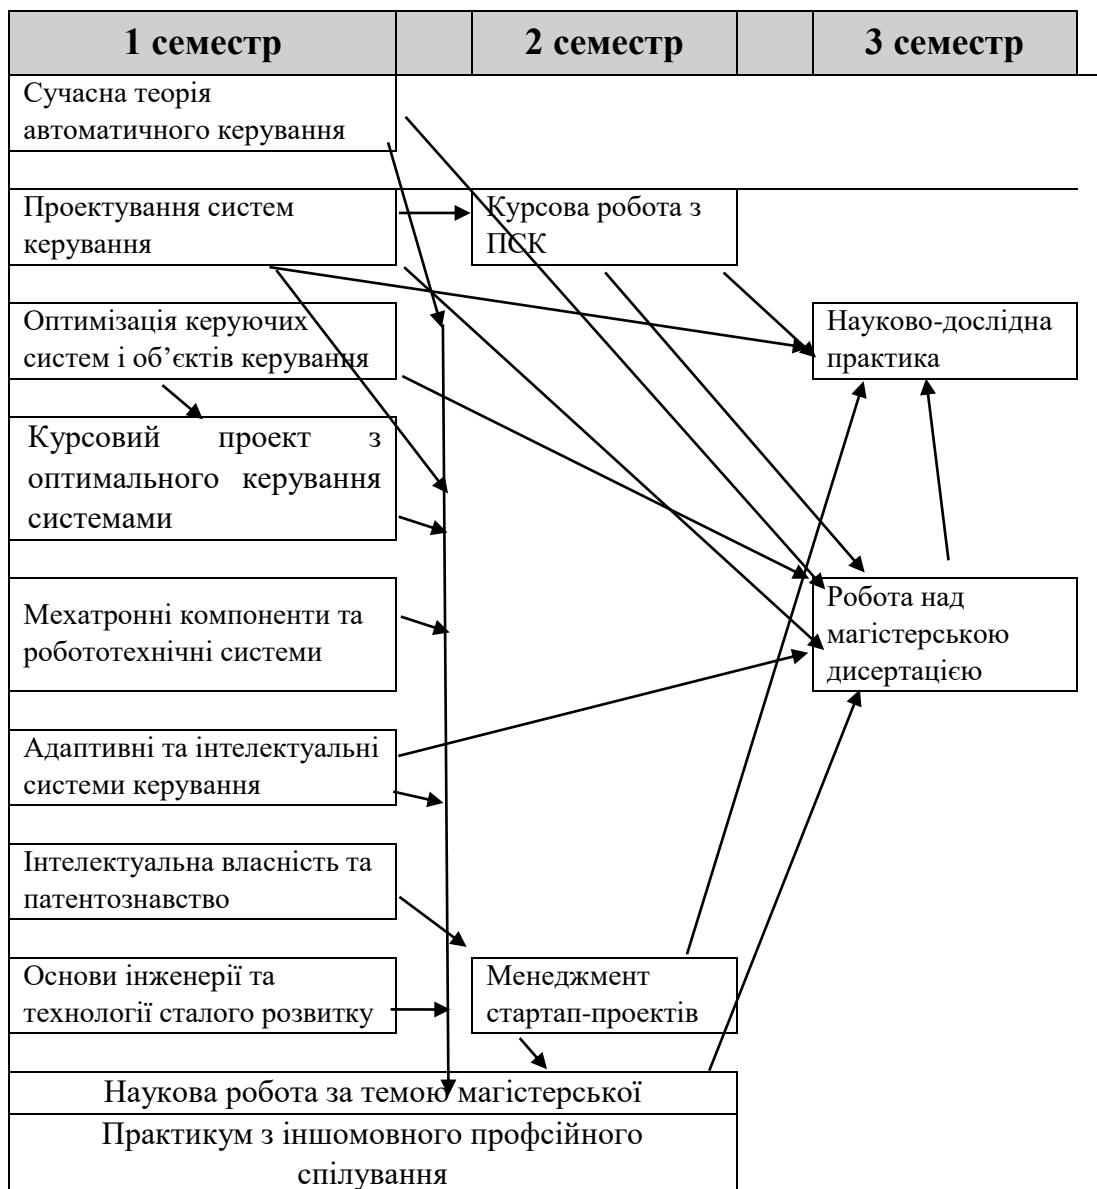 1 семестр 2 семестр 3 семестр
Сучасна теорія
автоматичного керування
Проектування систем
керування
Курсова робота з
ПСК
Оптимізація керуючих
систем і об’єктів керування
Науково-дослідна
практика
Курсовий проект з
оптимального керування
системами
Мехатронні компоненти та
робототехнічні системи
Робота над
магістерською
дисертацією
Адаптивні та інтелектуальні
системи керування
Інтелектуальна власність та
патентознавство
Основи інженерії та
технології сталого розвитку
Менеджмент
стартап-проектів
Наукова робота за темою магістерської
Практикум з іншомовного профсійного
спілування